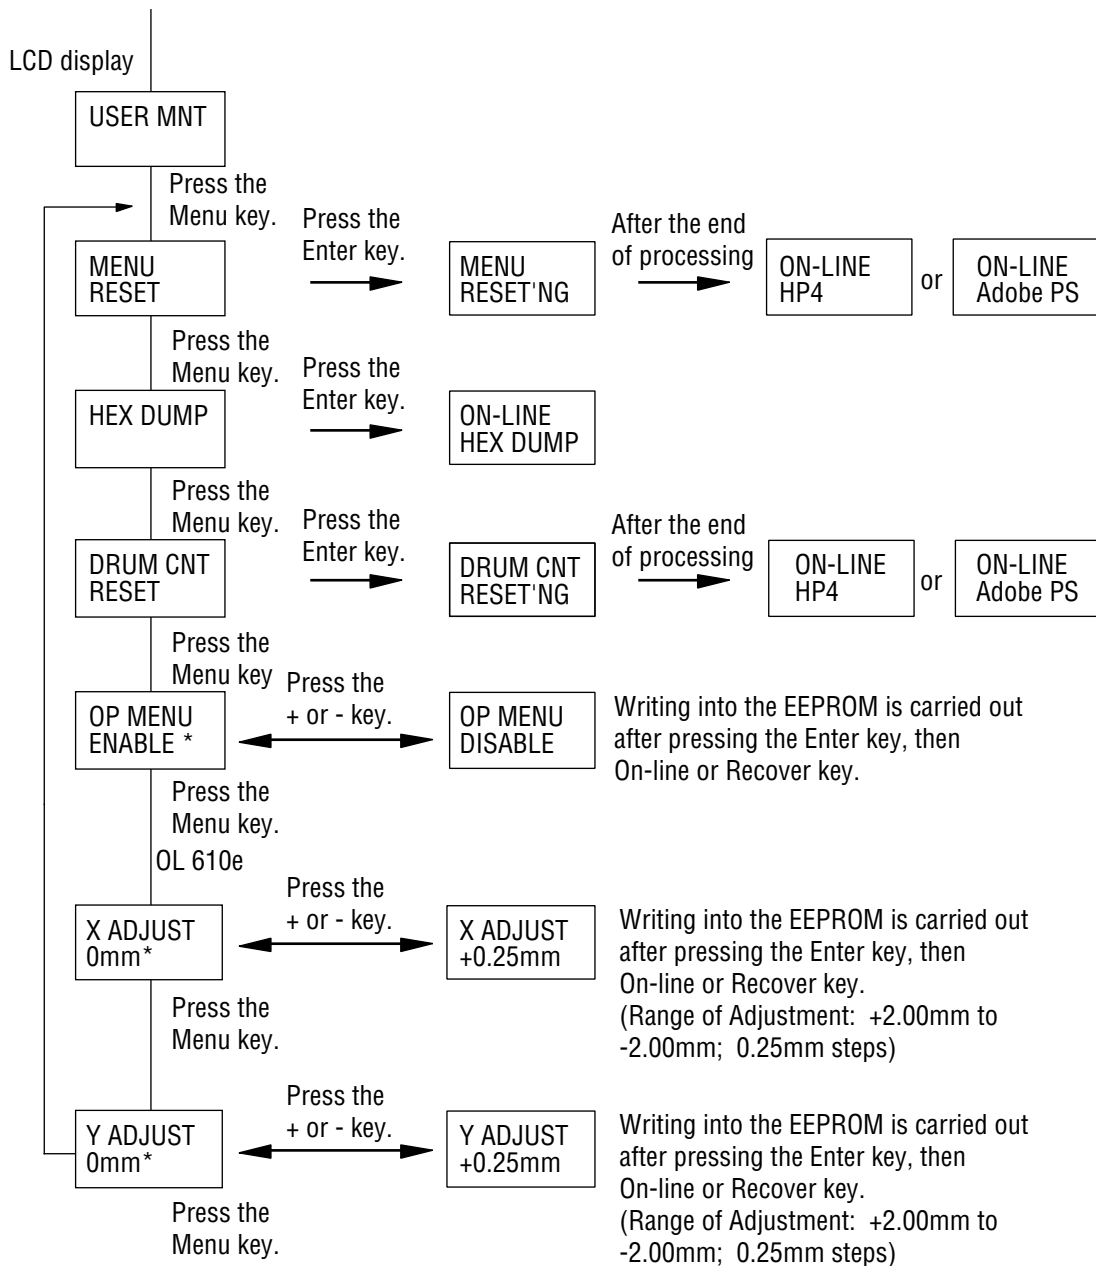 LCD display
USER MNT
Press the
Menu key.
MENU
RESET
Press the
Enter key.
MENU
RESET'NG
After the end
of processing
ON-LINE
HP4
or
ON-LINE
Adobe PS
Press the
Menu key.
HEX DUMP
Press the
Enter key.
ON-LINE
HEX DUMP
Press the
Menu key.
DRUM CNT
RESET
Press the
Enter key.
DRUM CNT
RESET'NG
After the end
of processing
ON-LINE
HP4
or
ON-LINE
Adobe PS
Press the
Menu key
OP MENU
ENABLE *
Press the
+ or - key.
OP MENU
DISABLE
Writing into the EEPROM is carried out
after pressing the Enter key, then
On-line or Recover key.
Press the
Menu key.
OL 610e
X ADJUST
0mm*
Press the
+ or - key.
X ADJUST
+0.25mm
Writing into the EEPROM is carried out
after pressing the Enter key, then
On-line or Recover key.
(Range of Adjustment:  +2.00mm to
-2.00mm;  0.25mm steps)
Press the
Menu key.
Y ADJUST
0mm*
Press the
+ or - key.
Y ADJUST
+0.25mm
Writing into the EEPROM is carried out
after pressing the Enter key, then
On-line or Recover key.
(Range of Adjustment:  +2.00mm to
-2.00mm;  0.25mm steps)
Press the
Menu key.